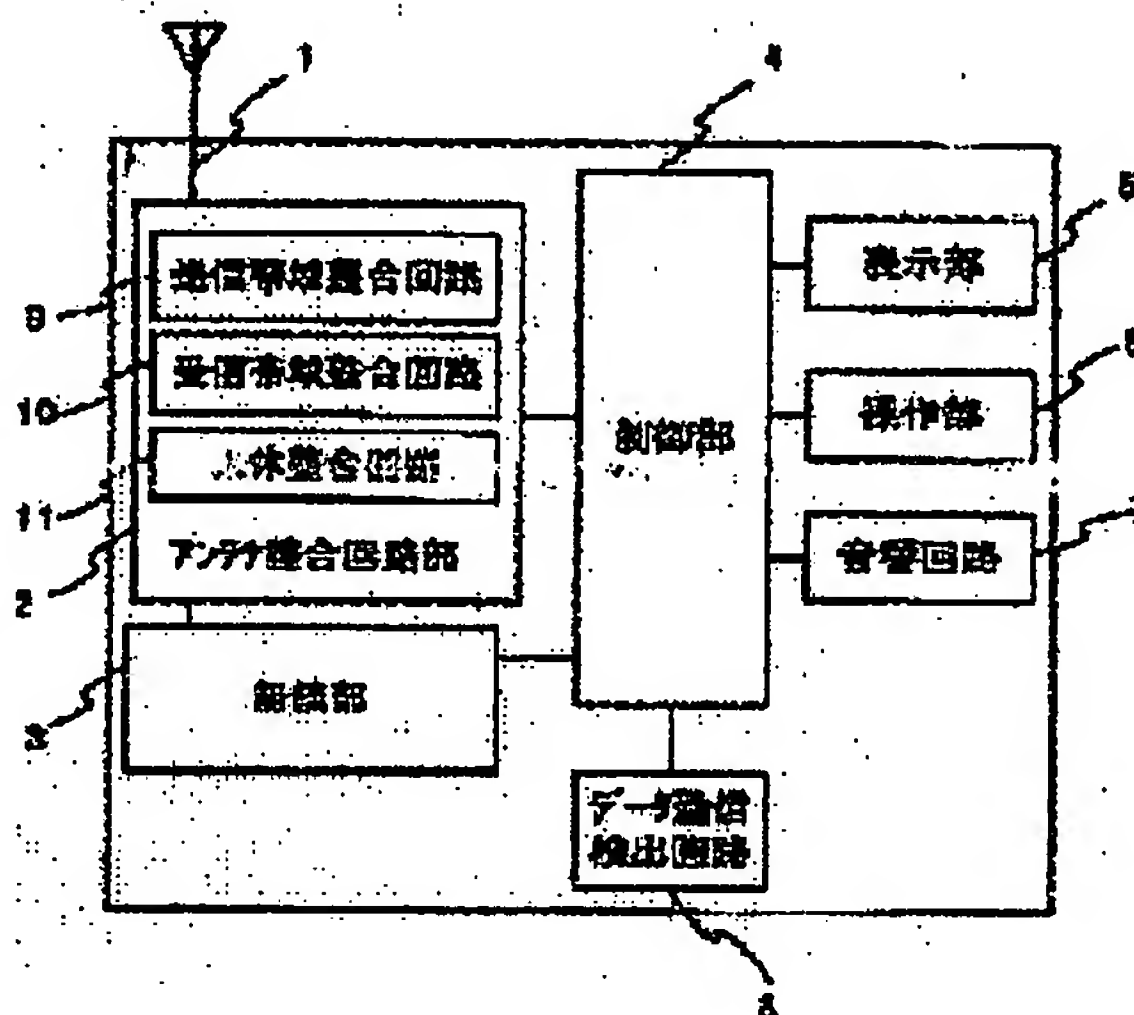 1
4
5
送信帯域整合回路
表示部
9
受信帯域整合回路
10
操作部
制御部
人体整合回路
11
アンテナ整合回路部
2
音声回路
無線部
3
データ通信
検出回路